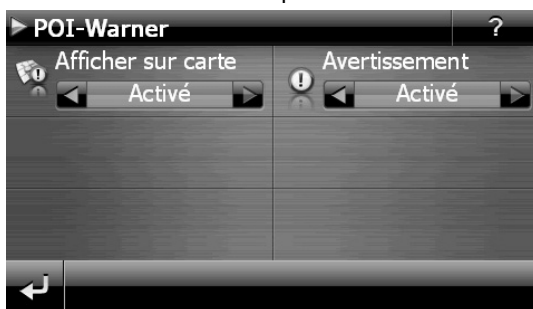 POI-Warner ?
Afficher sur carte
Activé
Avertissement
Activé